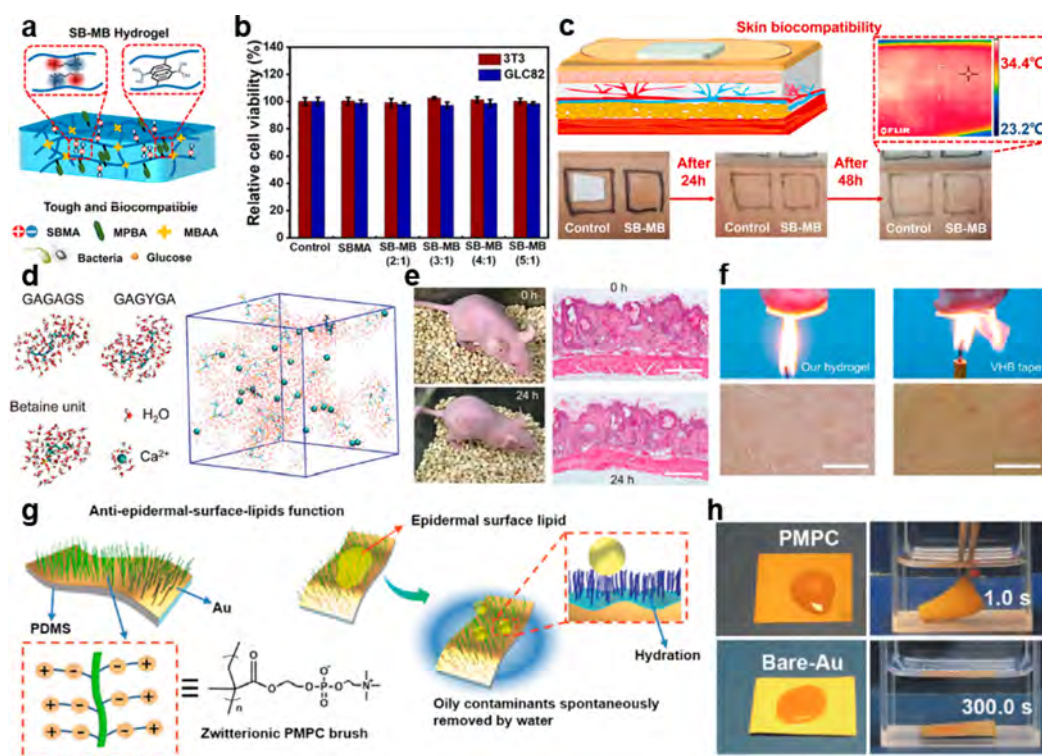 a
SB-MB Hydrogel
Tough and Biocompatible
SBMA MPBA MBAA
Bacteria Glucose
b
Relative cell viability (%)
140
120
100
80
60
40
20
0
3T3
GLC82
Control SBMA SB-MB SB-MB SB-MB SB-MB
(2:1) (3:1) (4:1) (5:1)
c
Skin biocompatibility
34.4°C
23.2°C
FLIR
After
24h
After
48h
Control SB-MB
Control SB-MB
Control SB-MB
d
GAGAGS GAGYGA
Betaine unit
H₂O
Ca²⁺
e
0 h
0 h
24 h
24 h
f
Our hydrogel
VHB tape
g
Anti-epidermal-surface-lipids function
Epidermal surface lipid
Au
PDMS
Hydration
n
O
O
O
O
P
O⁻
O
N
+
Zwitterionic PMPC brush
Oily contaminants spontaneously
removed by water
h
PMPC
1.0 s
Bare-Au
300.0 s